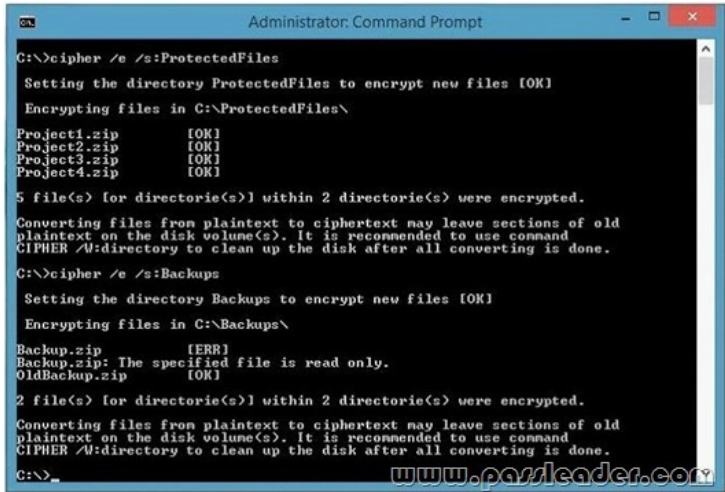 Administrator: Command Prompt
C:\>cipher /e /s:ProtectedFiles
Setting the directory ProtectedFiles to encrypt new files [OK]
Encrypting files in C:\ProtectedFiles\
Project1.zip [OK]
Project2.zip [OK]
Project3.zip [OK]
Project4.zip [OK]
5 file(s) [or directorie(s)] within 2 directorie(s) were encrypted.
Converting files from plaintext to ciphertext may leave sections of old
plaintext on the disk volume(s). It is recommended to use command
CIPHER /W:directory to clean up the disk after all converting is done.
C:\>cipher /e /s:Backups
Setting the directory Backups to encrypt new files [OK]
Encrypting files in C:\Backups\
Backup.zip [ERR]
Backup.zip: The specified file is read only.
OldBackup.zip [OK]
2 file(s) [or directorie(s)] within 2 directorie(s) were encrypted.
Converting files from plaintext to ciphertext may leave sections of old
plaintext on the disk volume(s). It is recommended to use command
CIPHER /W:directory to clean up the disk after all converting is done.
C:\>_
www.passleader.com